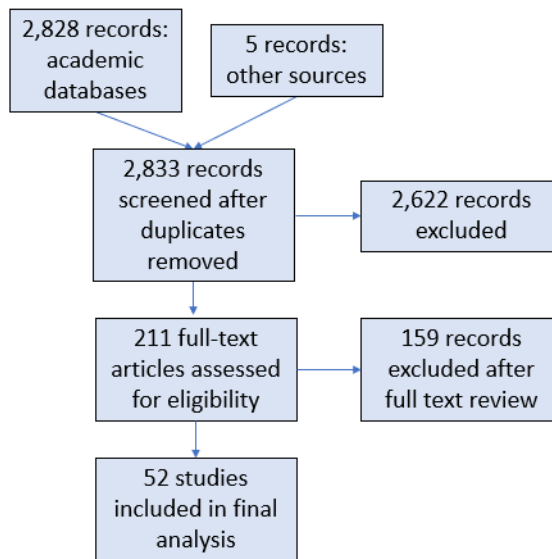 2,828 records:
academic
databases
5 records:
other sources
2,833 records
screened after
duplicates
removed
2,622 records
excluded
211 full-text
articles assessed
for eligibility
159 records
excluded after
full text review
52 studies
included in final
analysis